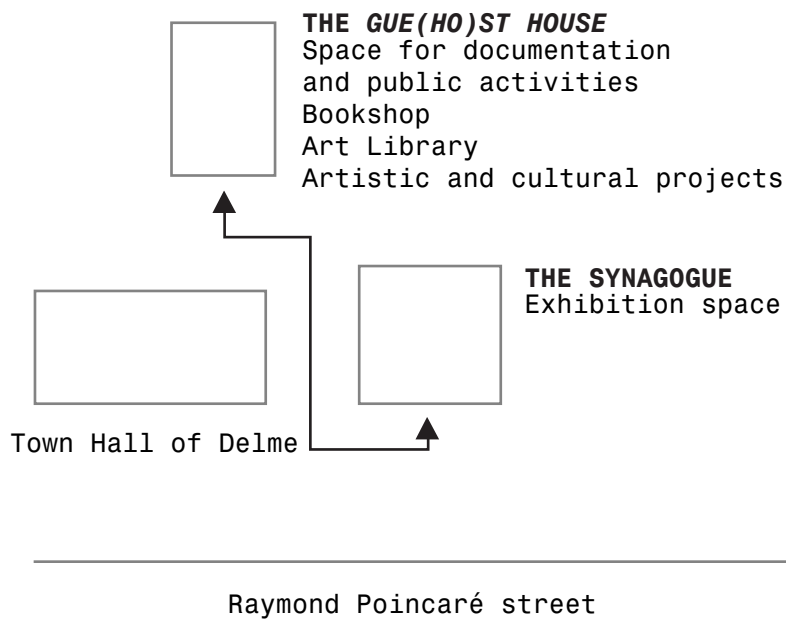 THE GUE(HO)ST HOUSE
Space for documentation
and public activities
Bookshop
Art Library
Artistic and cultural projects
THE SYNAGOGUE
Exhibition space
Town Hall of Delme
Raymond Poincaré street